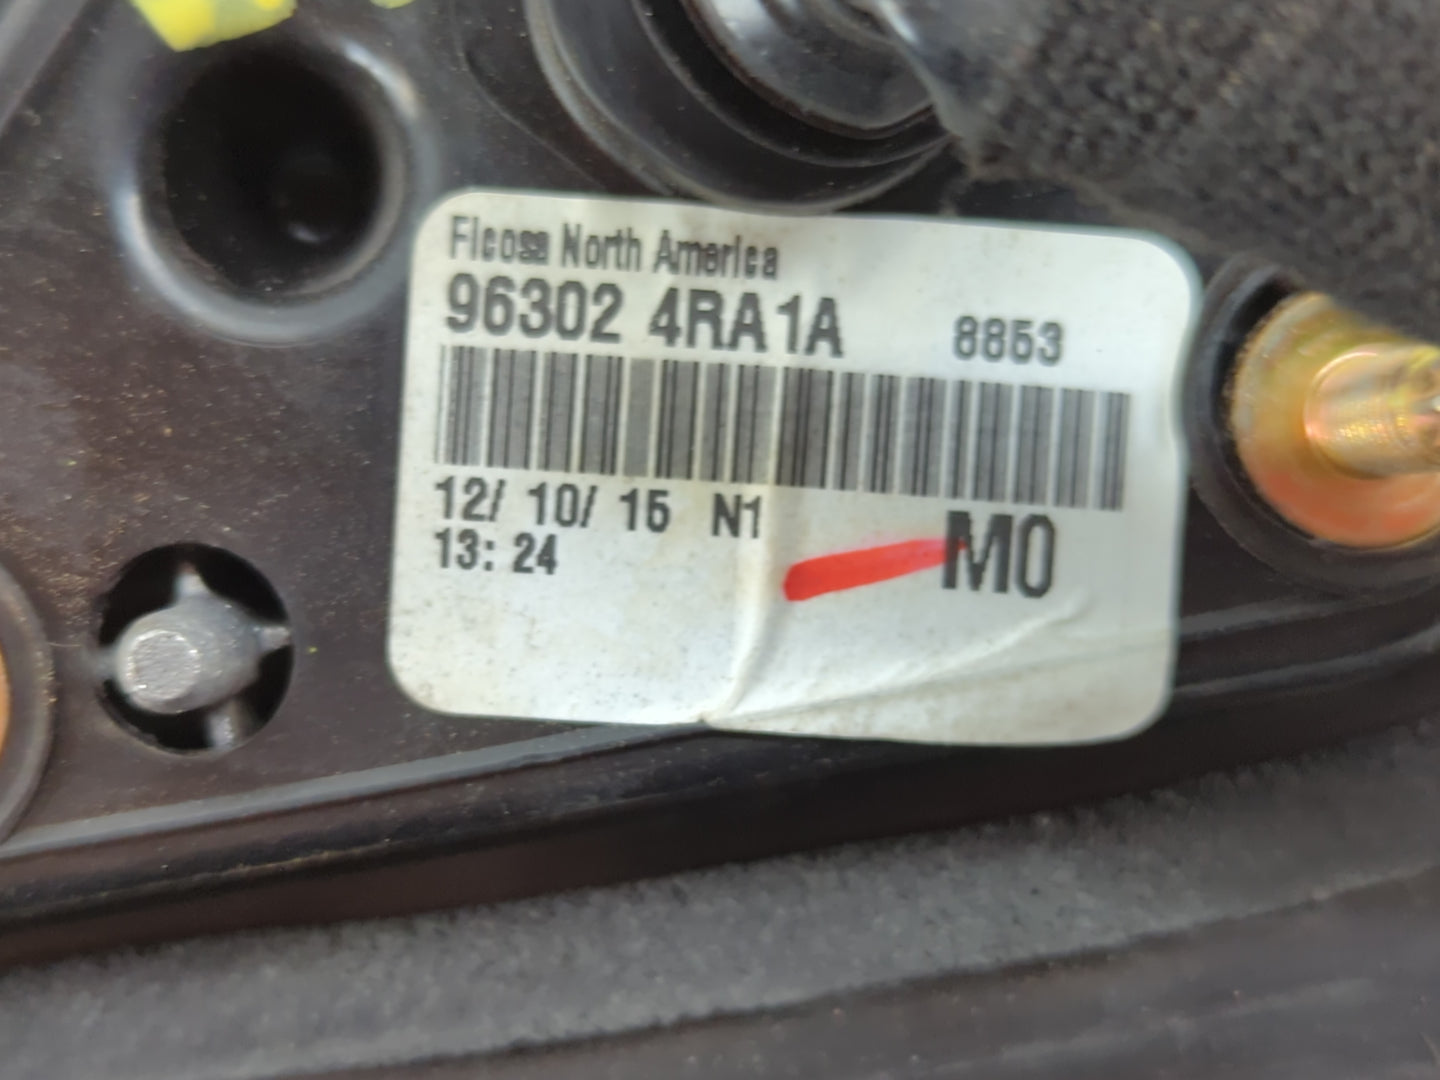 Ficosa North America
96302 4RA1A 8853
12/ 10/ 15 N1
13: 24
M0